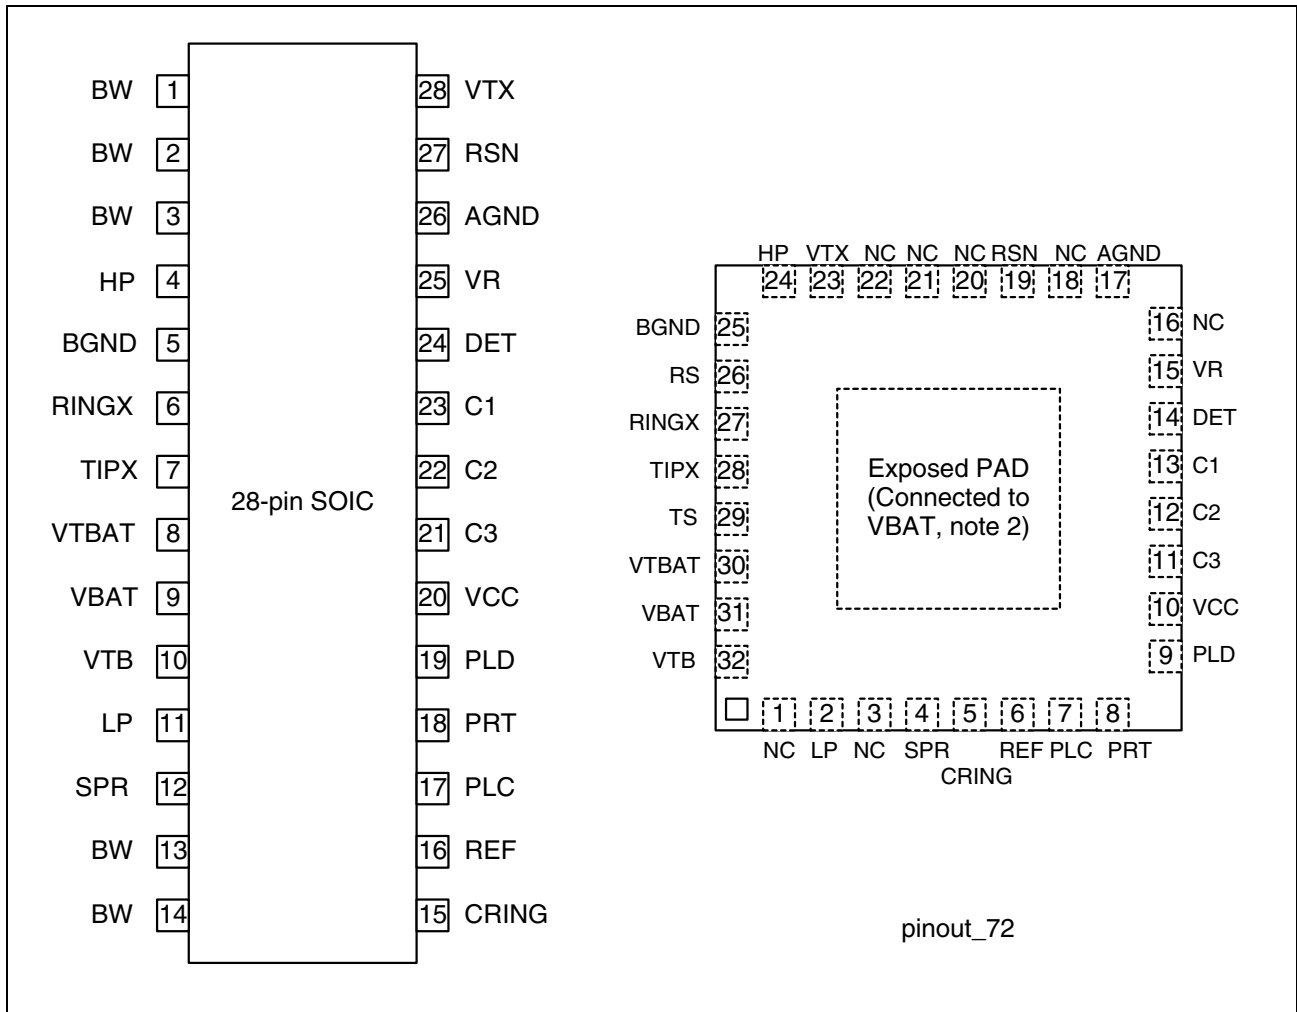 BW 1 28 VTX
BW 2 27 RSN
BW 3 26 AGND
HP 4 25 VR
BGND 5 24 DET
RINGX 6 23 C1
TIPX 7 22 C2
VTBAT 8 21 C3
VBAT 9 20 VCC
VTB 10 19 PLD
LP 11 18 PRT
SPR 12 17 PLC
BW 13 16 REF
BW 14 15 CRING
28-pin SOIC
HP VTX NC NC NC RSN NC AGND
24 23 22 21 20 19 18 17
BGND 25 16 NC
RS 26 15 VR
RINGX 27 14 DET
TIPX 28 13 C1
TS 29 12 C2
VTBAT 30 11 C3
VBAT 31 10 VCC
VTB 32 9 PLD
Exposed PAD
(Connected to
VBAT, note 2)
1 2 3 4 5 6 7 8
NC LP NC SPR REF PLC PRT
CRING
pinout_72